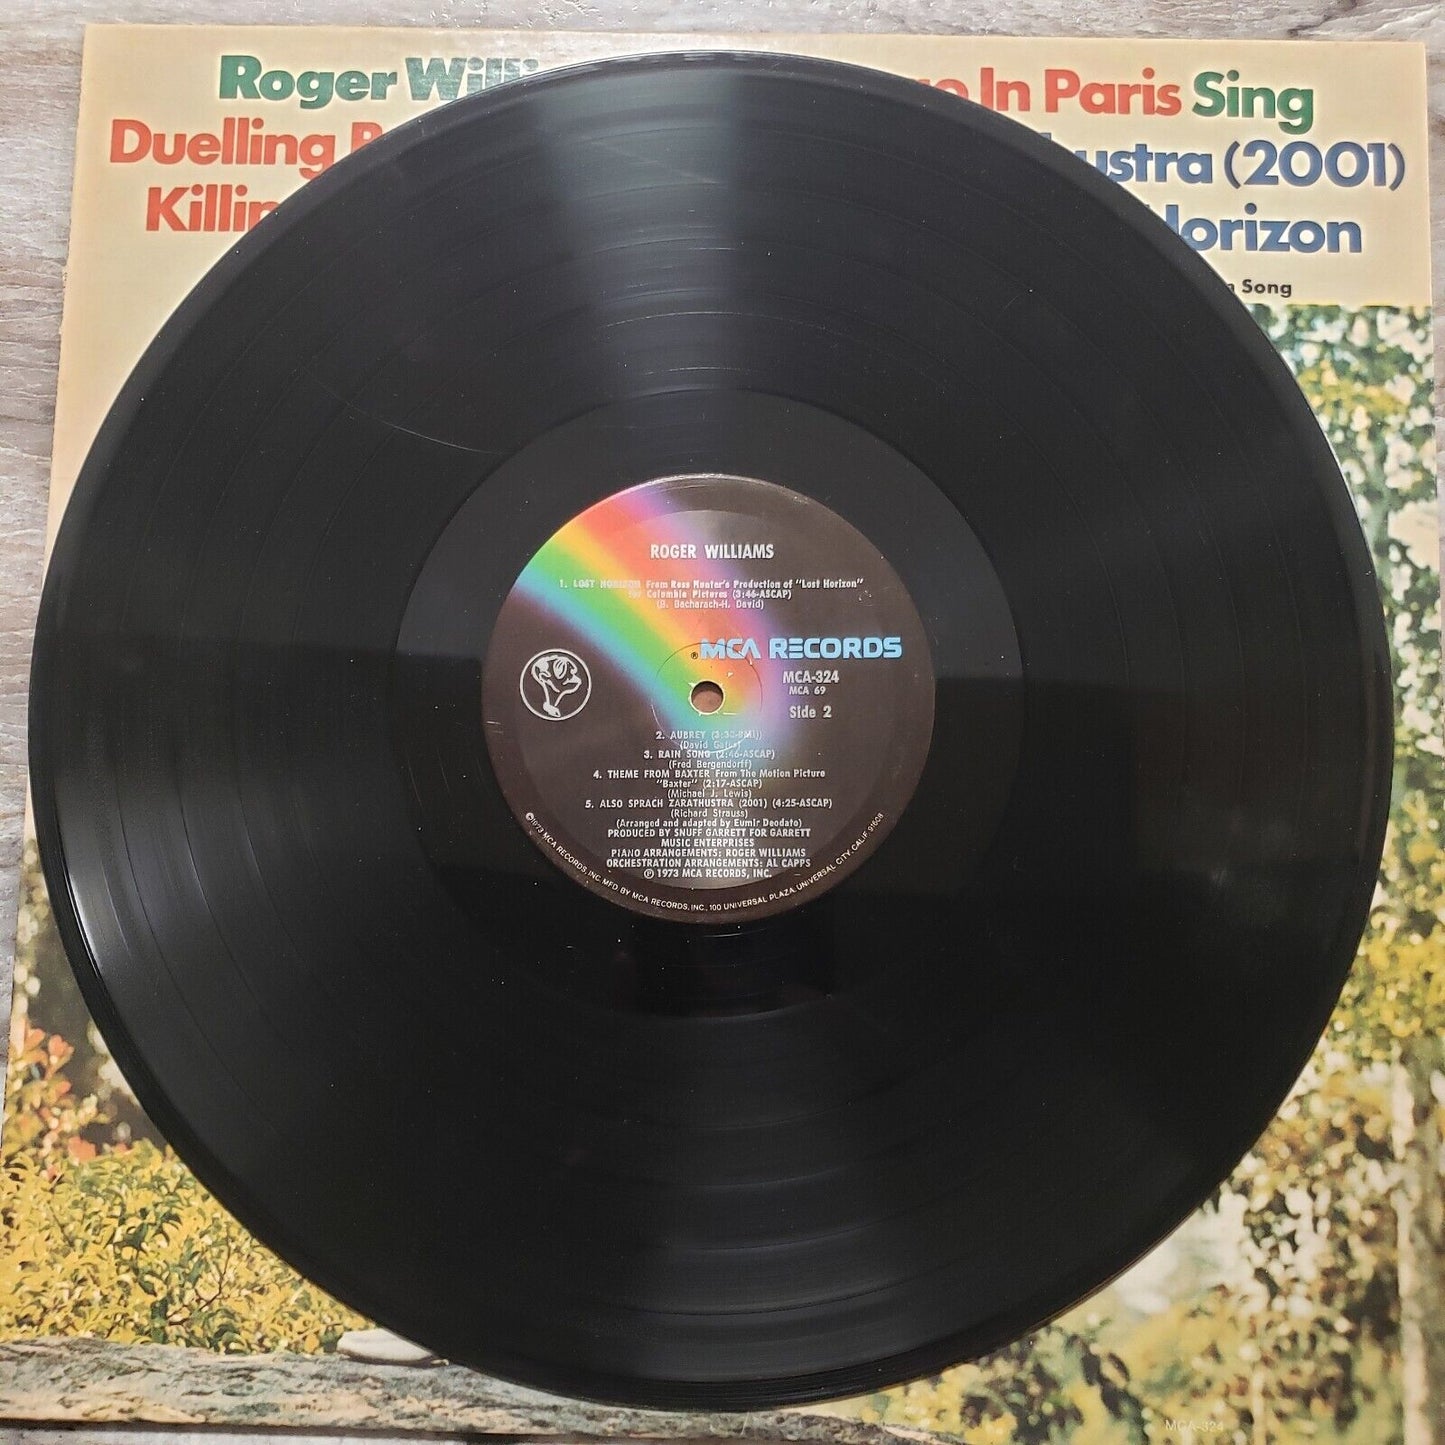 Roger Willi
In Paris Sing
Duelling
ustra (2001)
Killin
Horizon
Song
ROGER WILLIAMS
1. LOST HORIZON From Ross Hunter's Production of "Lost Horizon"
for Columbia Pictures (3:46-ASCAP)
(B. Bacharach-H. David)
® MCA RECORDS
MCA-324
MCA 69
Side 2
2. AUBREY
(David Gates)
3. RAIN SONG (2:46-ASCAP)
(Fred Bergendorff)
4. THEME FROM BAXTER From The Motion Picture
"Baxter" (2:17-ASCAP)
(Michael J. Lewis)
5. ALSO SPRACH ZARATHUSTRA (2001) (4:25-ASCAP)
(Richard Strauss)
(Arranged and adapted by Eumir Deodato)
PRODUCED BY SNUFF GARRETT FOR GARRETT
MUSIC ENTERPRISES
PIANO ARRANGEMENTS: ROGER WILLIAMS
ORCHESTRATION ARRANGEMENTS: AL CAPPS
℗ 1973 MCA RECORDS, INC.
©1973 MCA RECORDS, INC. MFD BY MCA RECORDS, INC., 100 UNIVERSAL PLAZA, UNIVERSAL CITY, CALIF. 91608
MCA-324